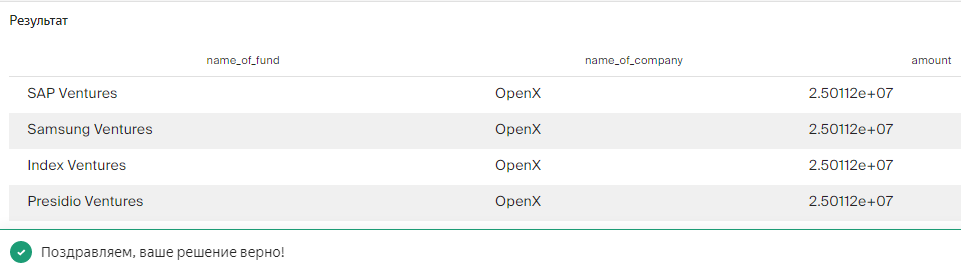 Результат
name_of_fund name_of_company amount
SAP Ventures OpenX 2.50112e+07
Samsung Ventures OpenX 2.50112e+07
Index Ventures OpenX 2.50112e+07
Presidio Ventures OpenX 2.50112e+07
Поздравляем, ваше решение верно!